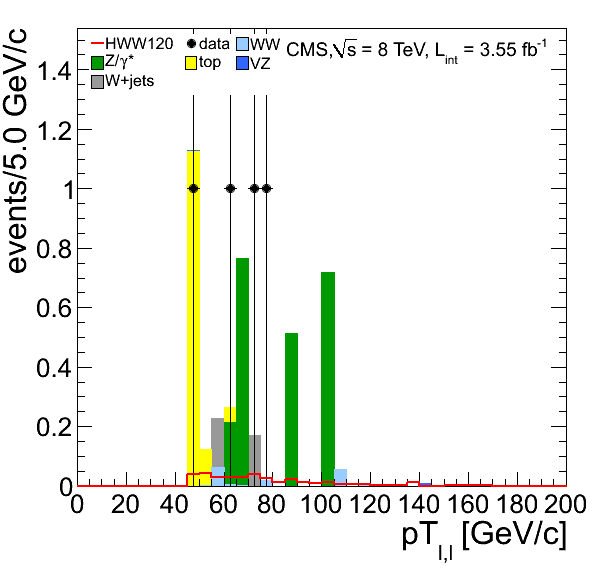 HWW120 data WW CMS,√s = 8 TeV, L_int = 3.55 fb⁻¹
Z/γ* top VZ
W+jets
events/5.0 GeV/c
1.4
1.2
1
0.8
0.6
0.4
0.2
0
0 20 40 60 80 100 120 140 160 180 200
pT_l,l [GeV/c]